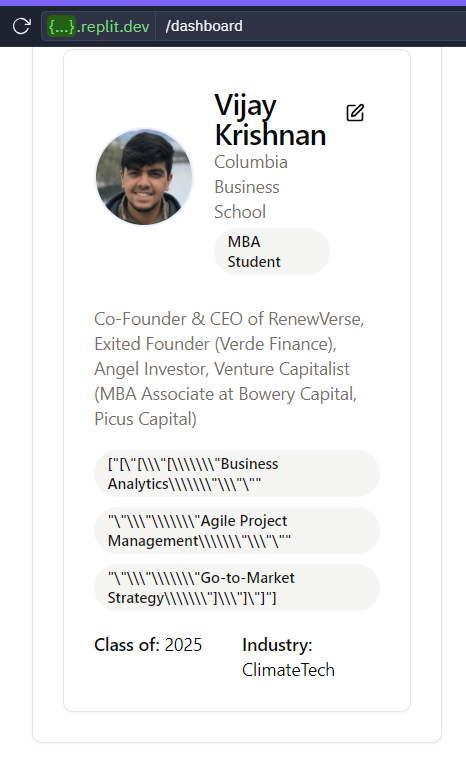 {...}.replit.dev /dashboard
Vijay
Krishnan
Columbia
Business
School
MBA
Student
Co-Founder & CEO of RenewVerse,
Exited Founder (Verde Finance),
Angel Investor, Venture Capitalist
(MBA Associate at Bowery Capital,
Picus Capital)
["[\"[\\\"[\\\\\\\"Business
Analytics\\\\\\\"\\\"\""
"\"\\\"\\\\\\\"Agile Project
Management\\\\\\\"\\\"\""
"\"\\\"\\\\\\\"Go-to-Market
Strategy\\\\\\\"]\\\"]\"]"]
Class of: 2025 Industry:
ClimateTech